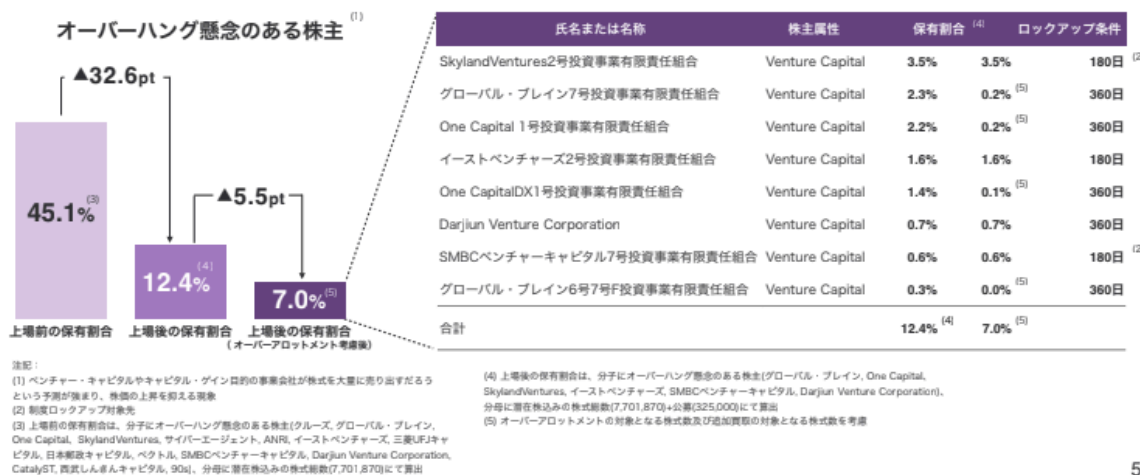 オーバーハング懸念のある株主 (1)
▲32.6pt
45.1% (3)
▲5.5pt
12.4% (4)
7.0% (5)
上場前の保有割合
上場後の保有割合
上場後の保有割合
(オーバーアロットメント考慮後)
氏名または名称 株主属性 保有割合 (4) ロックアップ条件
SkylandVentures2号投資事業有限責任組合 Venture Capital 3.5% 3.5% 180日 (2
グローバル・ブレイン7号投資事業有限責任組合 Venture Capital 2.3% 0.2% (5) 360日
One Capital 1号投資事業有限責任組合 Venture Capital 2.2% 0.2% (5) 360日
イーストベンチャーズ2号投資事業有限責任組合 Venture Capital 1.6% 1.6% 180日
One CapitalDX1号投資事業有限責任組合 Venture Capital 1.4% 0.1% (5) 360日
Darjiun Venture Corporation Venture Capital 0.7% 0.7% 360日
SMBCベンチャーキャピタル7号投資事業有限責任組合 Venture Capital 0.6% 0.6% 180日 (2
グローバル・ブレイン6号7号F投資事業有限責任組合 Venture Capital 0.3% 0.0% (5) 360日
合計 12.4% (4) 7.0% (5)
注記：
(1) ベンチャー・キャピタルやキャピタル・ゲイン目的の事業会社が株式を大量に売り出すだろう
という予測が強まり、株価の上昇を抑える現象
(2) 制度ロックアップ対象先
(3) 上場前の保有割合は、分子にオーバーハング懸念のある株主(クルーズ, グローバル・ブレイン,
One Capital, SkylandVentures, サイバーエージェント, ANRI, イーストベンチャーズ, 三菱UFJキャ
ピタル, 日本郵政キャピタル, ベクトル, SMBCベンチャーキャピタル, Darjiun Venture Corporation,
CatalyST, 西武しんきんキャピタル, 90s)、分母に潜在株込みの株式総数(7,701,870)にて算出
(4) 上場後の保有割合は、分子にオーバーハング懸念のある株主(グローバル・ブレイン, One Capital,
SkylandVentures, イーストベンチャーズ, SMBCベンチャーキャピタル, Darjiun Venture Corporation)、
分母に潜在株込みの株式総数(7,701,870)+公募(325,000)にて算出
(5) オーバーアロットメントの対象となる株式数及び追加買取の対象となる株式数を考慮
5